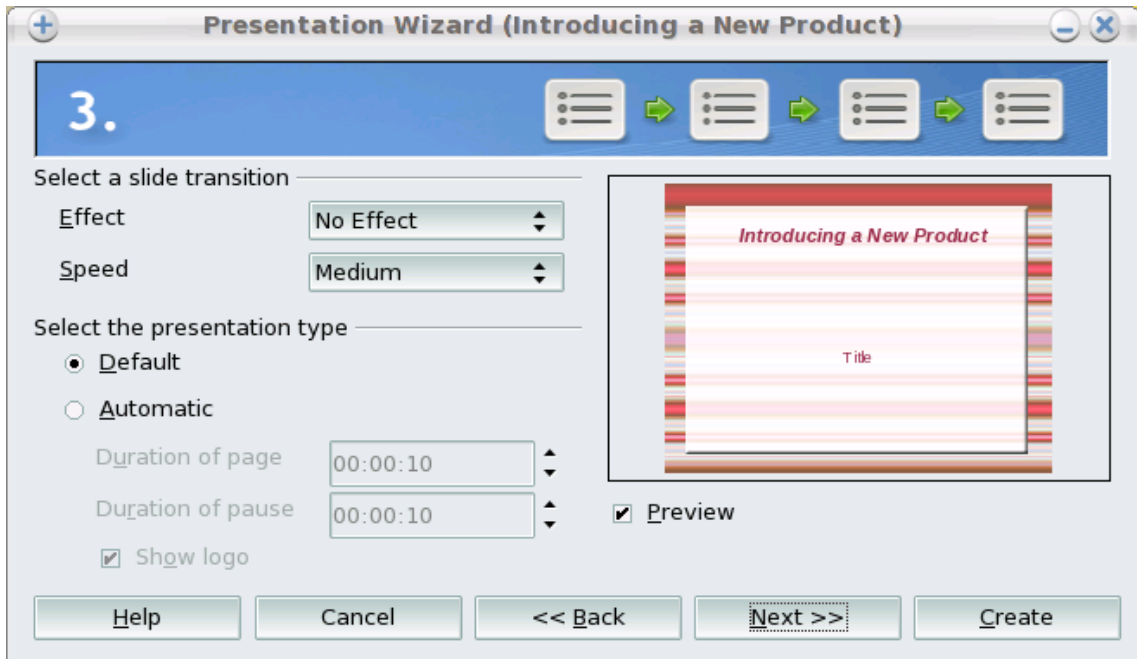 Presentation Wizard (Introducing a New Product)
3.
Select a slide transition
Effect
No Effect
Speed
Medium
Select the presentation type
Default
Automatic
Duration of page
00:00:10
Duration of pause
00:00:10
Show logo
Introducing a New Product
Title
Preview
Help
Cancel
<< Back
Next >>
Create